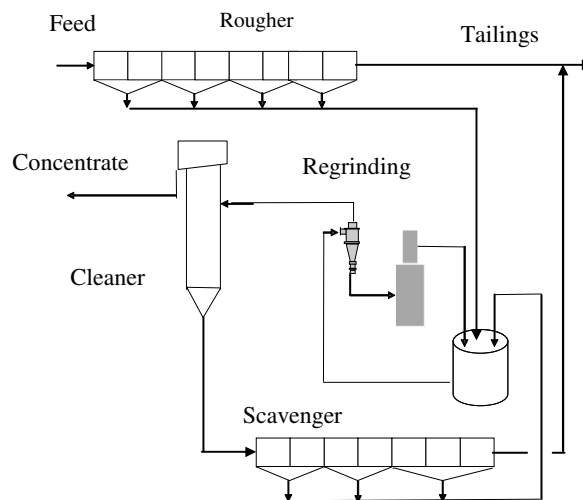 Rougher
Feed
Tailings
Concentrate
Regrinding
Cleaner
Scavenger